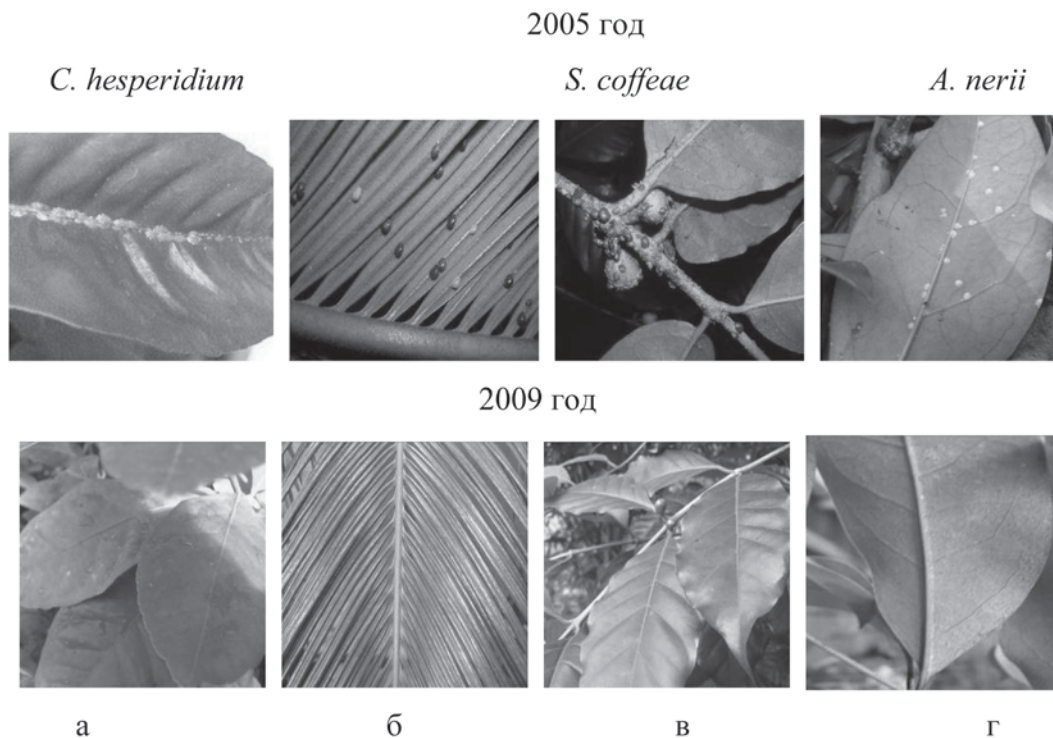 2005 год
C. hesperidium S. coffeae A. nerii
2009 год
а б в г